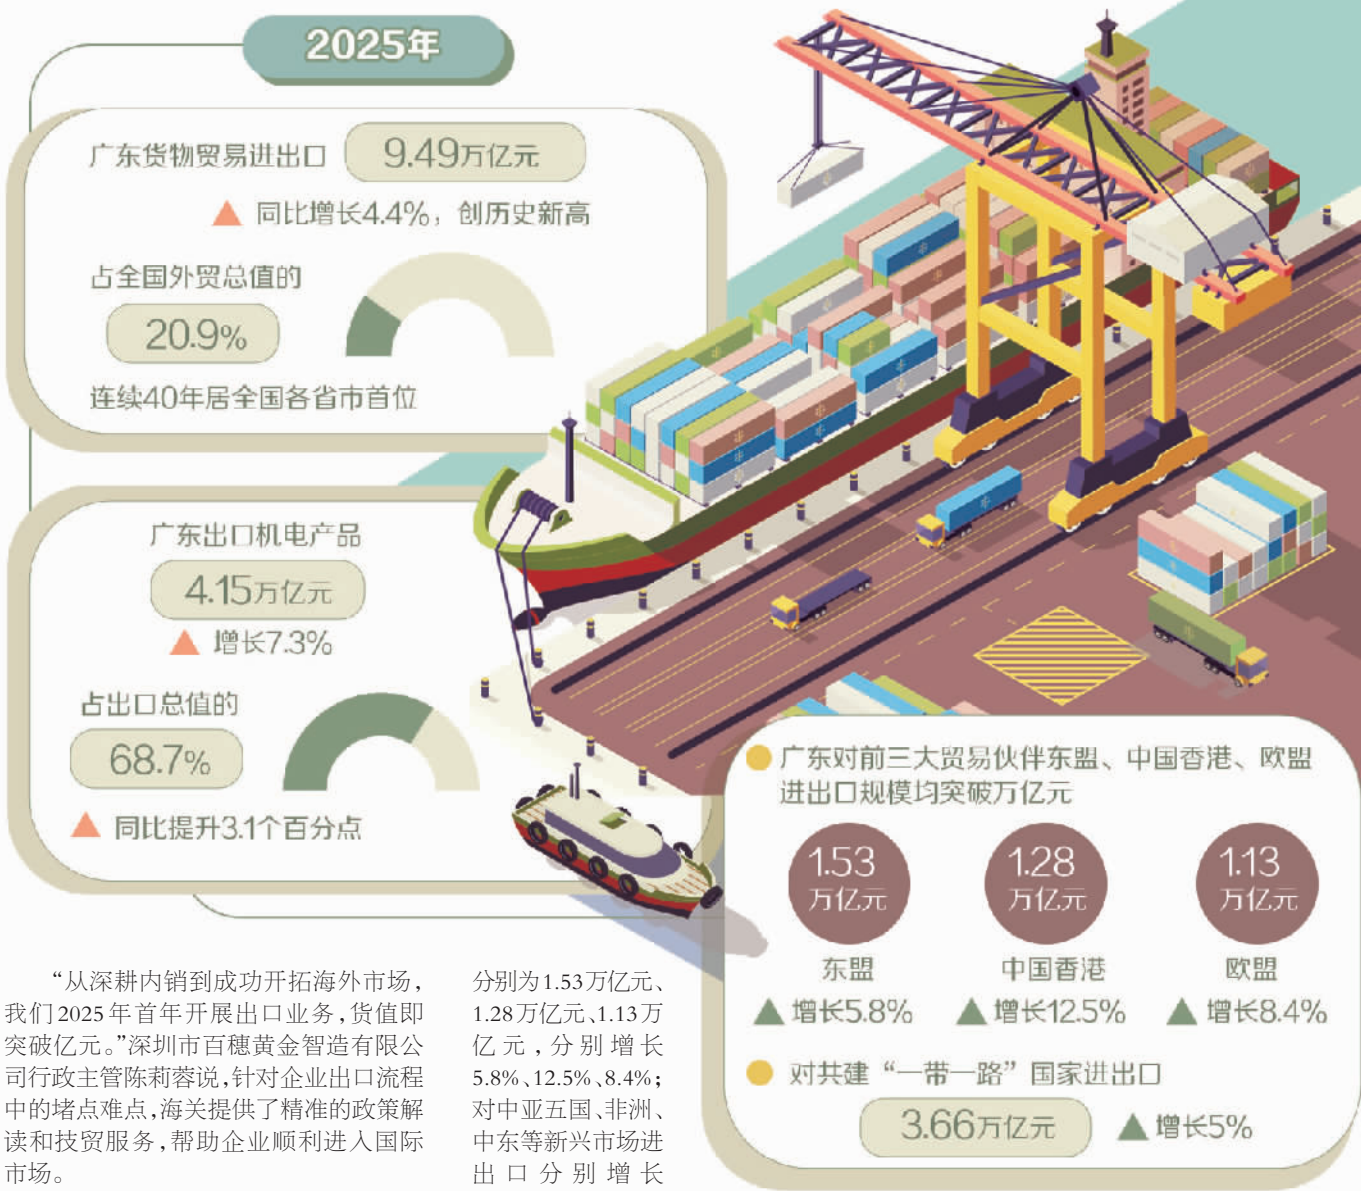 2025年
广东货物贸易进出口 9.49万亿元
同比增长4.4%，创历史新高
占全国外贸总值的
20.9%
连续40年居全国各省市首位
广东出口机电产品
4.15万亿元
增长7.3%
占出口总值的
68.7%
同比提升3.1个百分点
广东对前三大贸易伙伴东盟、中国香港、欧盟
进出口规模均突破万亿元
1.53
万亿元
东盟
增长5.8%
1.28
万亿元
中国香港
增长12.5%
1.13
万亿元
欧盟
增长8.4%
对共建“一带一路”国家进出口
3.66万亿元 增长5%
“从深耕内销到成功开拓海外市场，
我们2025年首年开展出口业务，货值即
突破亿元。”深圳市百穗黄金智造有限公
司行政主管陈莉蓉说，针对企业出口流程
中的堵点难点，海关提供了精准的政策解
读和技贸服务，帮助企业顺利进入国际
市场。
分别为1.53万亿元、
1.28万亿元、1.13万
亿元，分别增长
5.8%、12.5%、8.4%；
对中亚五国、非洲、
中东等新兴市场进
出口分别增长